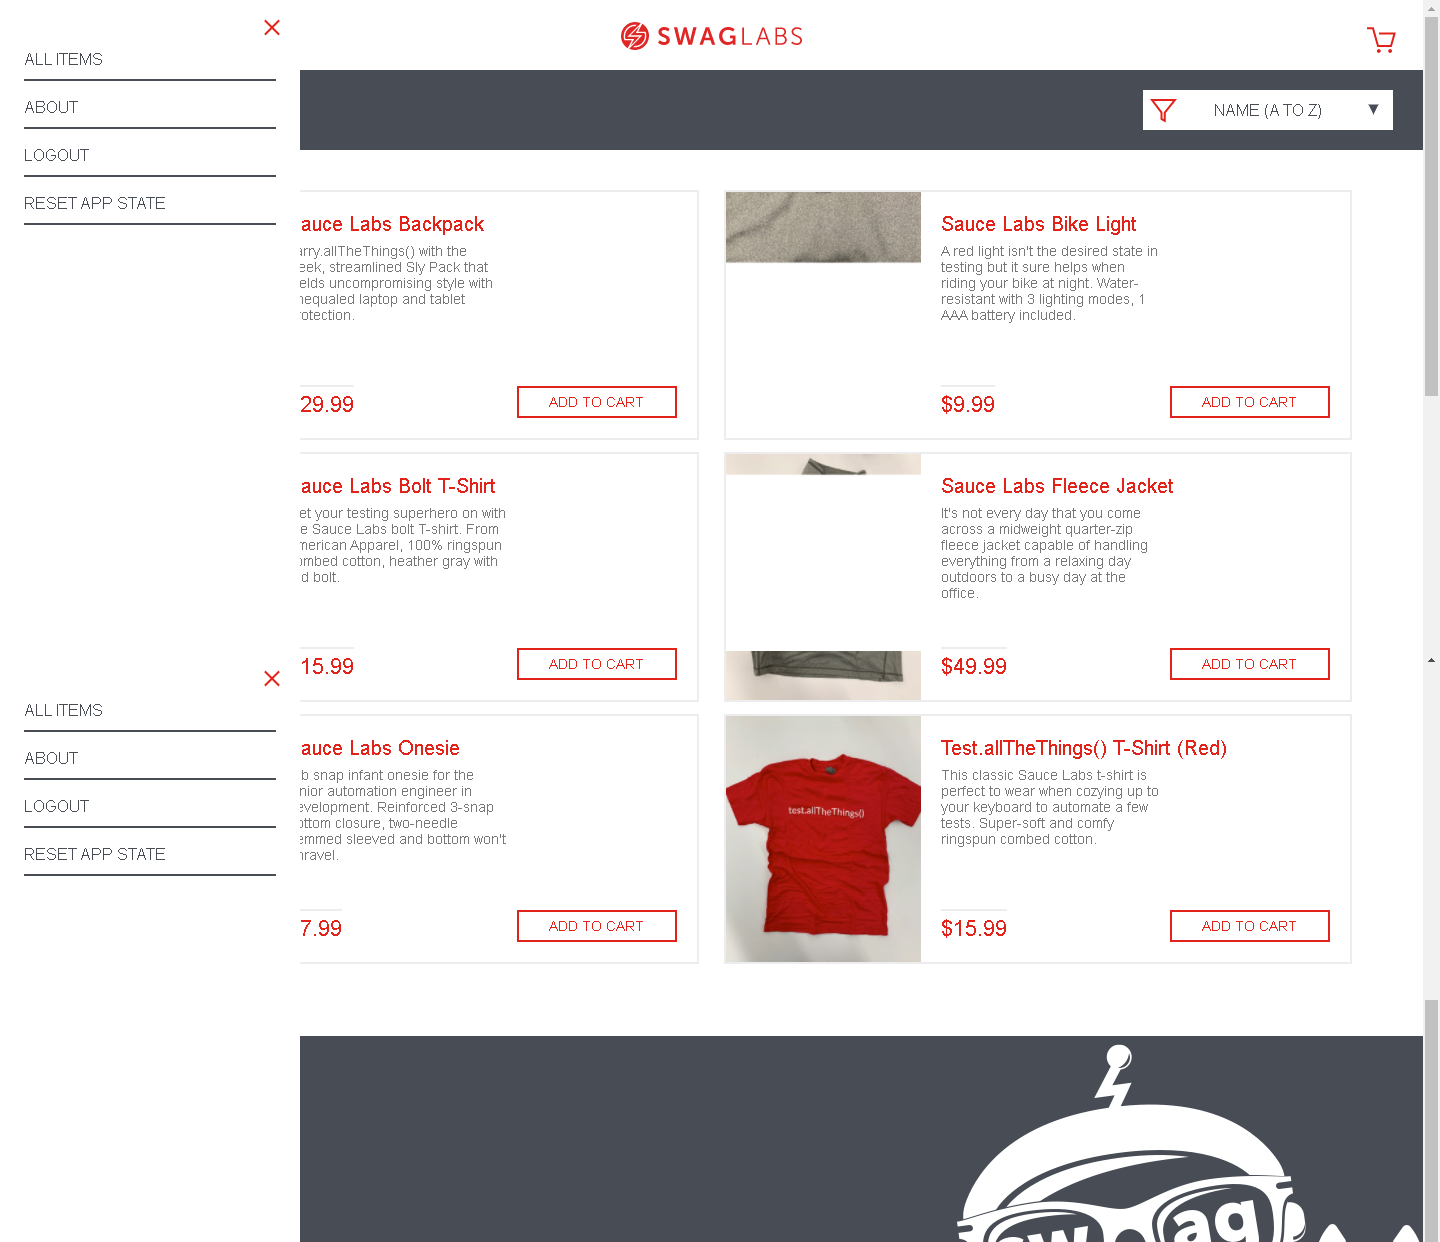 ALL ITEMS
ABOUT
LOGOUT
RESET APP STATE
SWAGLABS
NAME (A TO Z)
auce Labs Backpack
arry.allTheThings() with the
eek, streamlined Sly Pack that
elds uncompromising style with
nequaled laptop and tablet
rotection.
29.99
ADD TO CART
Sauce Labs Bike Light
A red light isn't the desired state in
testing but it sure helps when
riding your bike at night. Water-
resistant with 3 lighting modes, 1
AAA battery included.
$9.99
ADD TO CART
auce Labs Bolt T-Shirt
et your testing superhero on with
e Sauce Labs bolt T-shirt. From
merican Apparel, 100% ringspun
ombed cotton, heather gray with
d bolt.
15.99
ADD TO CART
Sauce Labs Fleece Jacket
It's not every day that you come
across a midweight quarter-zip
fleece jacket capable of handling
everything from a relaxing day
outdoors to a busy day at the
office.
$49.99
ADD TO CART
ALL ITEMS
ABOUT
LOGOUT
RESET APP STATE
auce Labs Onesie
b snap infant onesie for the
nior automation engineer in
evelopment. Reinforced 3-snap
ottom closure, two-needle
emmed sleeved and bottom won't
nravel.
7.99
ADD TO CART
test.allTheThings()
Test.allTheThings() T-Shirt (Red)
This classic Sauce Labs t-shirt is
perfect to wear when cozying up to
your keyboard to automate a few
tests. Super-soft and comfy
ringspun combed cotton.
$15.99
ADD TO CART
sw ag